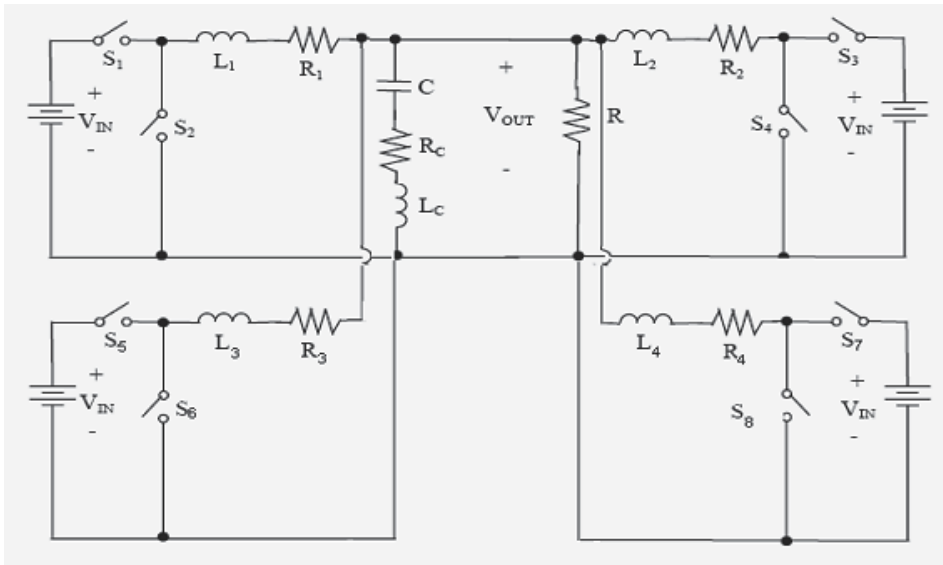 S1
L1
R1
+
VIN
-
S2
C
RC
LC
+
VOUT
-
R
L2
R2
S3
S4
+
VIN
-
S5
L3
R3
+
VIN
-
S6
L4
R4
S7
S8
+
VIN
-